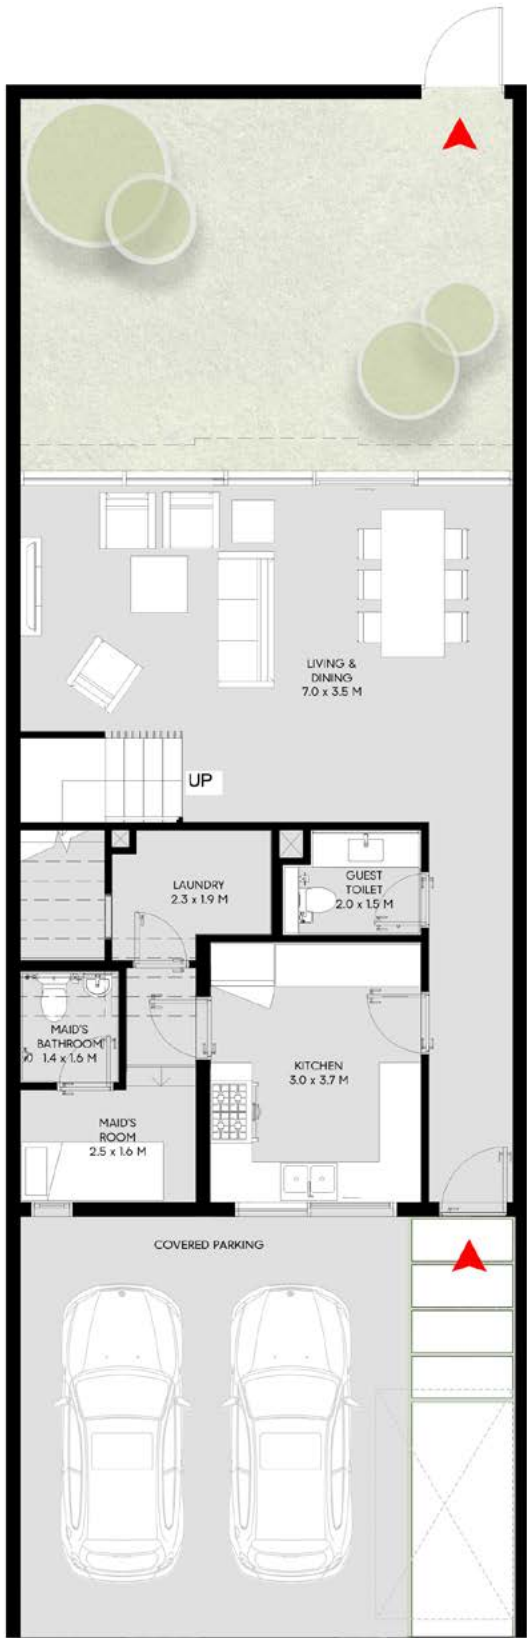 LIVING &
DINING
7.0 x 3.5 M
UP
LAUNDRY
2.3 x 1.9 M
GUEST
TOILET
2.0 x 1.5 M
MAID'S
BATHROOM
1.4 x 1.6 M
KITCHEN
3.0 x 3.7 M
MAID'S
ROOM
2.5 x 1.6 M
COVERED PARKING